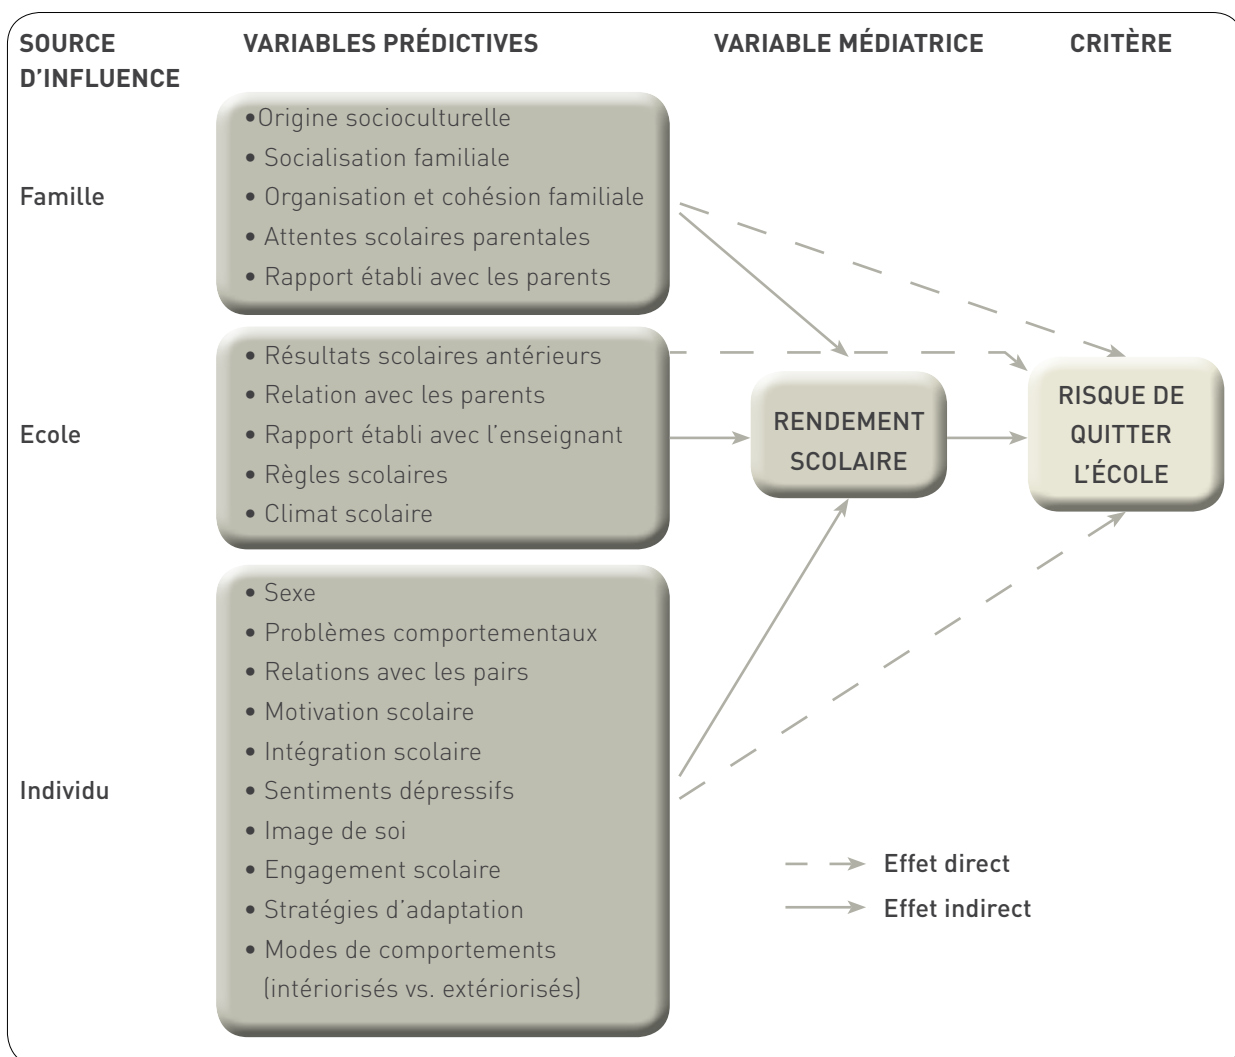 SOURCE
D'INFLUENCE
VARIABLES PRÉDICTIVES
VARIABLE MÉDIATRICE
CRITÈRE
Famille
•Origine socioculturelle
• Socialisation familiale
• Organisation et cohésion familiale
• Attentes scolaires parentales
• Rapport établi avec les parents
Ecole
• Résultats scolaires antérieurs
• Relation avec les parents
• Rapport établi avec l'enseignant
• Règles scolaires
• Climat scolaire
RENDEMENT
SCOLAIRE
RISQUE DE
QUITTER
L'ÉCOLE
Individu
• Sexe
• Problèmes comportementaux
• Relations avec les pairs
• Motivation scolaire
• Intégration scolaire
• Sentiments dépressifs
• Image de soi
• Engagement scolaire
• Stratégies d'adaptation
• Modes de comportements
(intériorisés vs. extériorisés)
Effet direct
Effet indirect